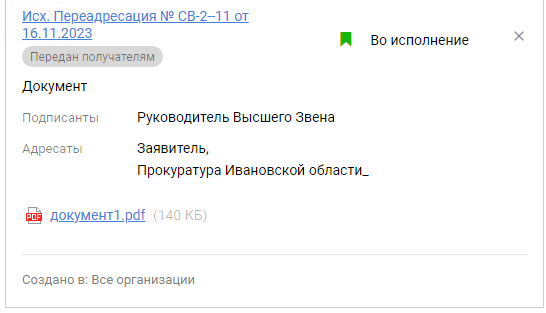 Исх. Переадресация № СВ-2--11 от
16.11.2023
Во исполнение
Передан получателям
Документ
Подписанты Руководитель Высшего Звена
Адресаты Заявитель,
Прокуратура Ивановской области_
PDF документ1.pdf (140 КБ)
Создано в: Все организации